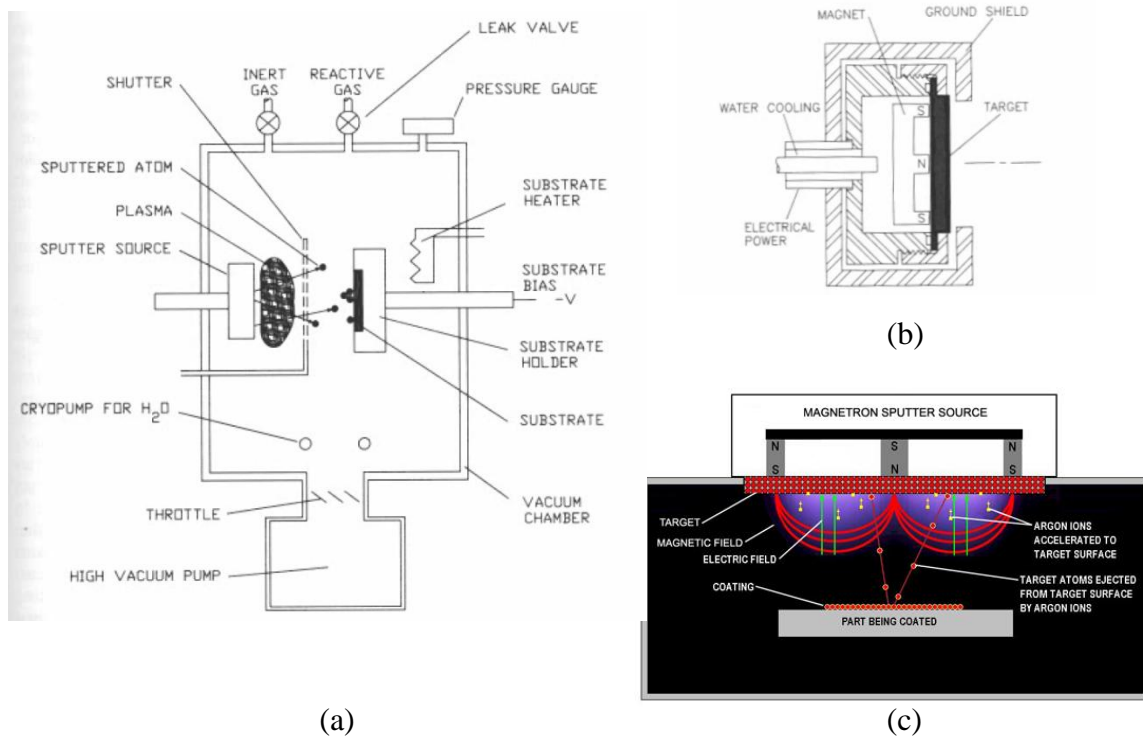 LEAK VALVE
INERT
GAS
REACTIVE
GAS
SHUTTER
PRESSURE GAUGE
SPUTTERED ATOM
PLASMA
SPUTTER SOURCE
SUBSTRATE
HEATER
SUBSTRATE
BIAS
-V
SUBSTRATE
HOLDER
CRYOPUMP FOR H₂O
SUBSTRATE
THROTTLE
VACUUM
CHAMBER
HIGH VACUUM PUMP
(a)
MAGNET
GROUND SHIELD
WATER COOLING
S
TARGET
N
ELECTRICAL
POWER
S
(b)
MAGNETRON SPUTTER SOURCE
N S N
S N S
TARGET
MAGNETIC FIELD
ELECTRIC FIELD
ARGON IONS
ACCELERATED TO
TARGET SURFACE
COATING
TARGET ATOMS EJECTED
FROM TARGET SURFACE
BY ARGON IONS
PART BEING COATED
(c)